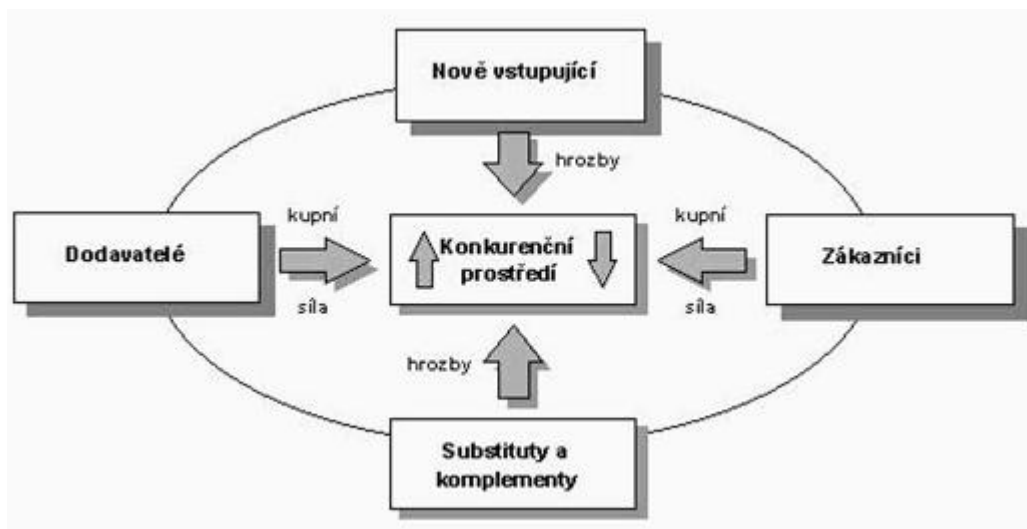 Nově vstupující
hrozby
kupní
kupní
Dodavatelé
Konkurenční
prostředí
Zákazníci
síla
síla
hrozby
Substituty a
komplementy